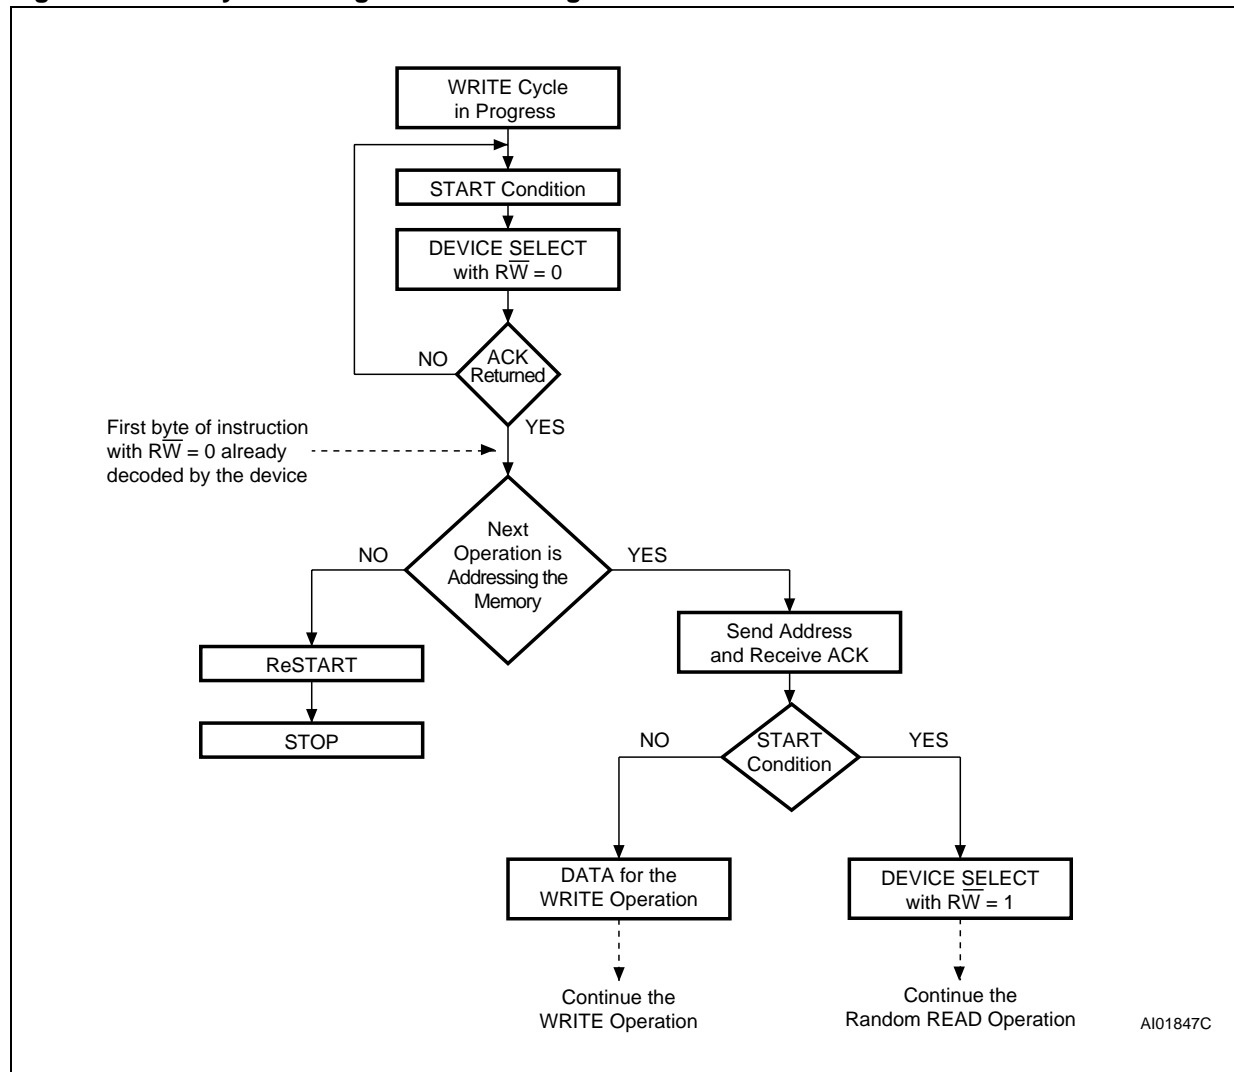 WRITE Cycle
in Progress
START Condition
DEVICE SELECT
with RW̅ = 0
NO
ACK
Returned
YES
First byte of instruction
with RW̅ = 0 already
decoded by the device
Next
Operation is
Addressing the
Memory
NO
YES
Send Address
and Receive ACK
ReSTART
STOP
NO
START
Condition
YES
DATA for the
WRITE Operation
DEVICE SELECT
with RW̅ = 1
Continue the
WRITE Operation
Continue the
Random READ Operation
AI01847C